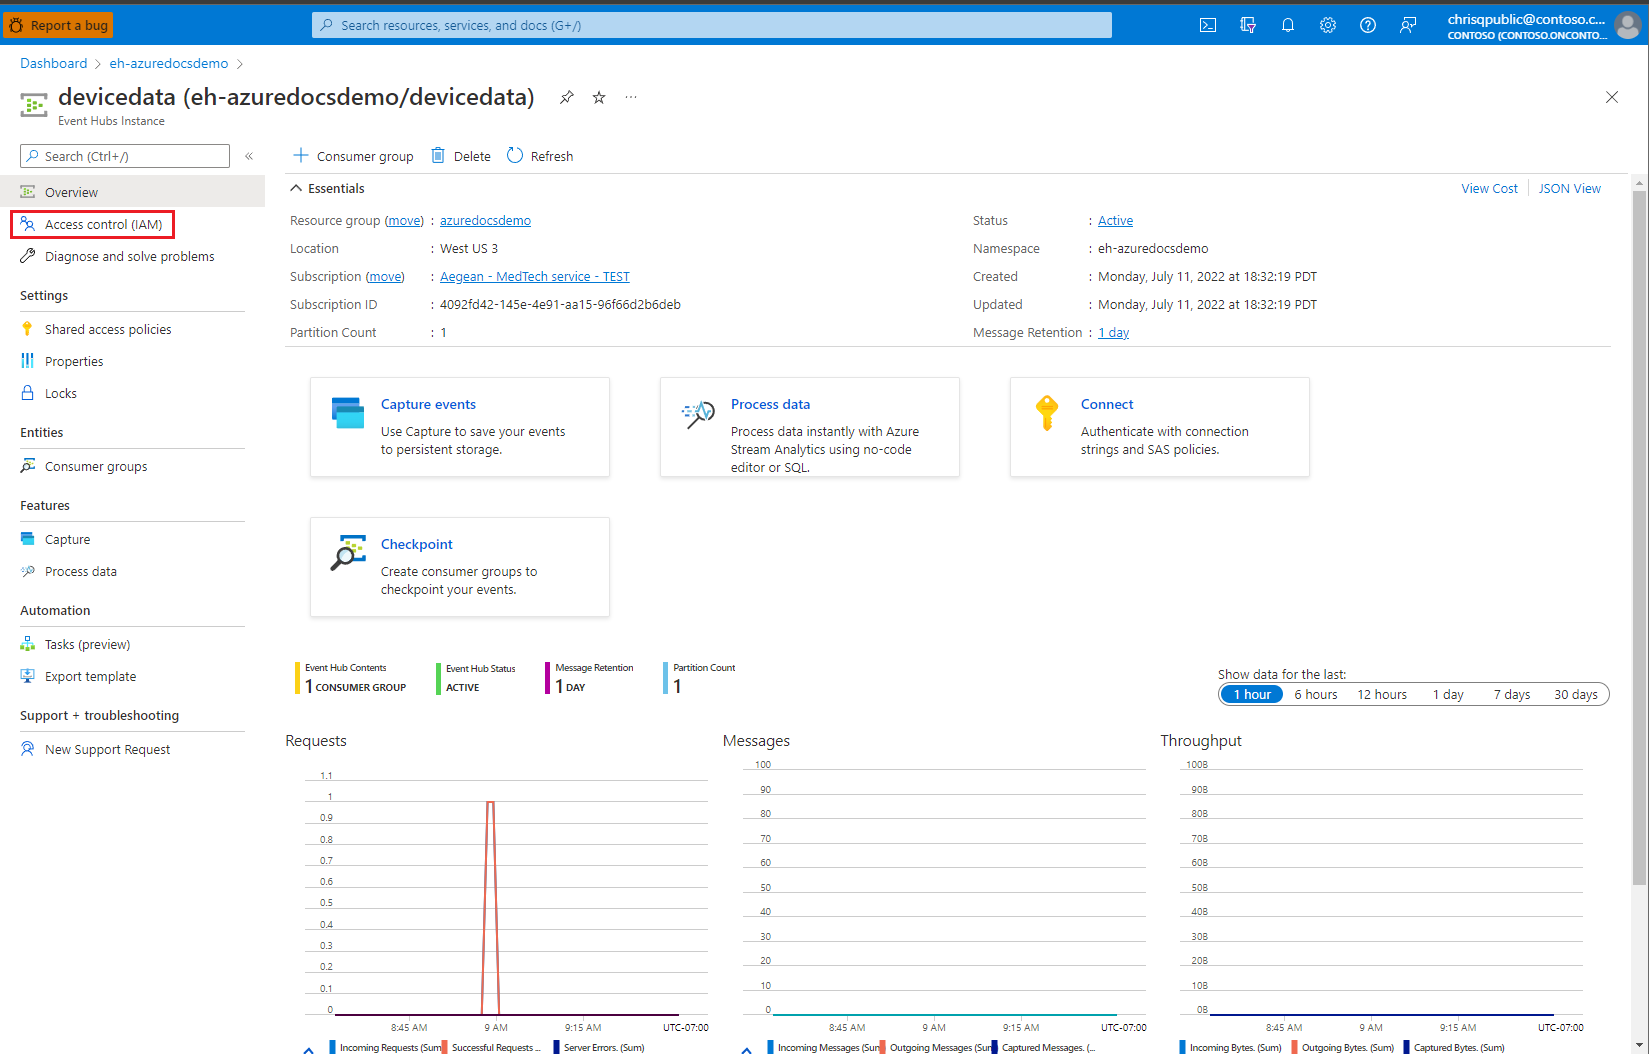 Report a bug
Search resources, services, and docs (G+/)
chrisqpublic@contoso.c...
CONTOSO (CONTOSO.ONCONTO...
Dashboard > eh-azuredocsdemo >
devicedata (eh-azuredocsdemo/devicedata) ...
Event Hubs Instance
Search (Ctrl+/) «
Overview
Access control (IAM)
Diagnose and solve problems
Settings
Shared access policies
Properties
Locks
Entities
Consumer groups
Features
Capture
Process data
Automation
Tasks (preview)
Export template
Support + troubleshooting
New Support Request
Consumer group Delete Refresh
Essentials
View Cost JSON View
Resource group (move) : azuredocsdemo
Location : West US 3
Subscription (move) : Aegean - MedTech service - TEST
Subscription ID : 4092fd42-145e-4e91-aa15-96f66d2b6deb
Partition Count : 1
Status : Active
Namespace : eh-azuredocsdemo
Created : Monday, July 11, 2022 at 18:32:19 PDT
Updated : Monday, July 11, 2022 at 18:32:19 PDT
Message Retention : 1 day
Capture events
Use Capture to save your events
to persistent storage.
Process data
Process data instantly with Azure
Stream Analytics using no-code
editor or SQL.
Connect
Authenticate with connection
strings and SAS policies.
Checkpoint
Create consumer groups to
checkpoint your events.
Event Hub Contents
1 CONSUMER GROUP
Event Hub Status
ACTIVE
Message Retention
1 DAY
Partition Count
1
Show data for the last:
1 hour 6 hours 12 hours 1 day 7 days 30 days
Requests
1.1
1
0.9
0.8
0.7
0.6
0.5
0.4
0.3
0.2
0.1
0
8:45 AM 9 AM 9:15 AM UTC-07:00
Incoming Requests (Sum Successful Requests ... Server Errors. (Sum)
Messages
100
90
80
70
60
50
40
30
20
10
0
8:45 AM 9 AM 9:15 AM UTC-07:00
Incoming Messages (Sum Outgoing Messages (Sum Captured Messages. (...
Throughput
100B
90B
80B
70B
60B
50B
40B
30B
20B
10B
0B
8:45 AM 9 AM 9:15 AM UTC-07:00
Incoming Bytes. (Sum) Outgoing Bytes. (Sum) Captured Bytes. (Sum)